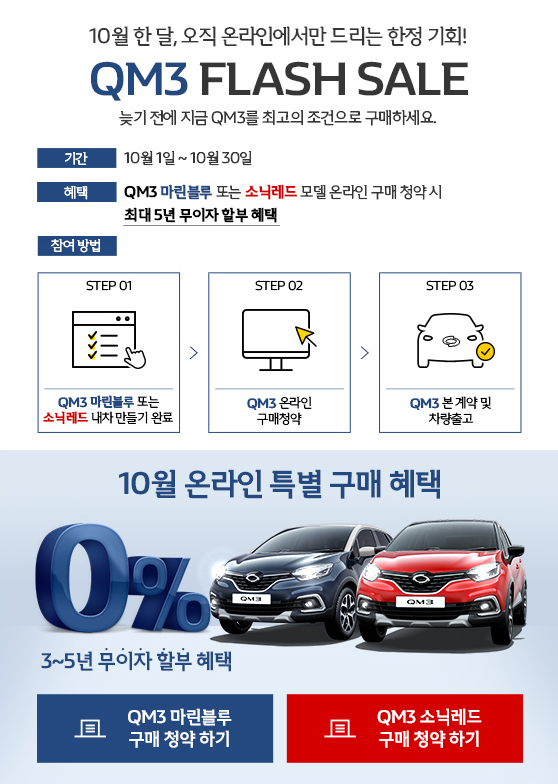 10월 한 달, 오직 온라인에서만 드리는 한정 기회!
QM3 FLASH SALE
늦기 전에 지금 QM3를 최고의 조건으로 구매하세요.
기간 10월 1일 ~ 10월 30일
혜택 QM3 마린블루 또는 소닉레드 모델 온라인 구매 청약 시
최대 5년 무이자 할부 혜택
참여 방법
STEP 01
QM3 마린블루 또는
소닉레드 내차 만들기 완료
STEP 02
QM3 온라인
구매청약
STEP 03
QM3 본 계약 및
차량출고
10월 온라인 특별 구매 혜택
0%
QM3
QM3
3~5년 무이자 할부 혜택
QM3 마린블루
구매 청약 하기
QM3 소닉레드
구매 청약 하기